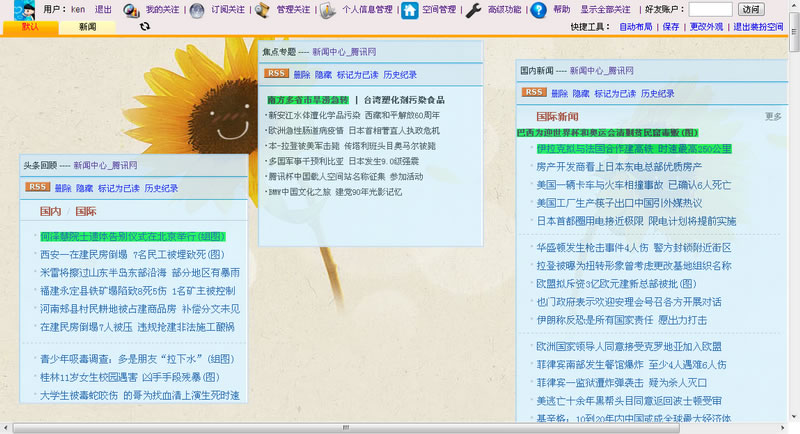 用户： ken 退出 我的关注 | 订阅关注 | 管理关注 | 个人信息管理 | 空间管理 | 高级功能 | 帮助 显示全部关注 | 好友账户： 访问
默认 新闻 快捷工具： 自动布局 | 保存 | 更改外观 | 退出装扮空间
焦点专题 ---- 新闻中心_腾讯网
RSS 删除 隐藏 标记为已读 历史纪录
南方多省市旱涝急转 | 台湾塑化剂污染食品
·新安江水体遭化学品污染 西藏和平解放60周年
·欧洲急性肠道病疫情 日本首相菅直人执政危机
·本-拉登被美军击毙 传塔利班头目奥马尔被毙
·多国军事干预利比亚 日本发生9.0级强震
·腾讯杯中国载人空间站名称征集 参加活动
·BMW中国文化之旅 建党90年光影记忆
国内新闻 ---- 新闻中心_腾讯网
RSS 删除 隐藏 标记为已读 历史纪录
国际新闻 更多
巴西为迎世界杯和奥运会清剿贫民窟毒贩(图)
伊拉克拟与法国合作建高铁 时速最高250公里
房产开发商看上日本东电总部优质房产
美国一辆卡车与火车相撞事故 已确认6人死亡
美国工厂生产筷子出口中国引外媒热议
日本首都圈用电接近极限 限电计划将提前实施
华盛顿发生枪击事件4人伤 警方封锁附近街区
拉登被曝为扭转形象曾考虑更改基地组织名称
欧盟拟斥资3亿欧元建新总部被批(图)
也门政府表示欢迎安理会号召各方开展对话
伊朗称反恐是所有国家责任 愿出力打击
欧洲国家领导人同意接受克罗地亚加入欧盟
菲律宾南部发生餐馆爆炸 至少4人遇难6人伤
菲律宾一监狱遭炸弹袭击 疑为杀人灭口
美逃亡十余年黑帮头目同意返回波士顿受审
基辛格：10到20年内中国或成全球最大经济体
头条回顾 ---- 新闻中心_腾讯网
RSS 删除 隐藏 标记为已读 历史纪录
国内 / 国际
何泽慧院士遗体告别仪式在北京举行(组图)
西安一在建民房倒塌 7名民工被埋致死(图)
米雷将擦过山东半岛东部沿海 部分地区有暴雨
福建永定县铁矿塌陷致8死6伤 1名矿主被控制
河南郏县村民耕地被占建商品房 补偿分文未见
在建民房倒塌7人被压 违规抢建非法施工酿祸
青少年吸毒调查：多是朋友“拉下水”(组图)
桂林11岁女生校园遇害 凶手手段残暴(图)
大学生被毒蛇咬伤 的哥为抗血清上演生死时速